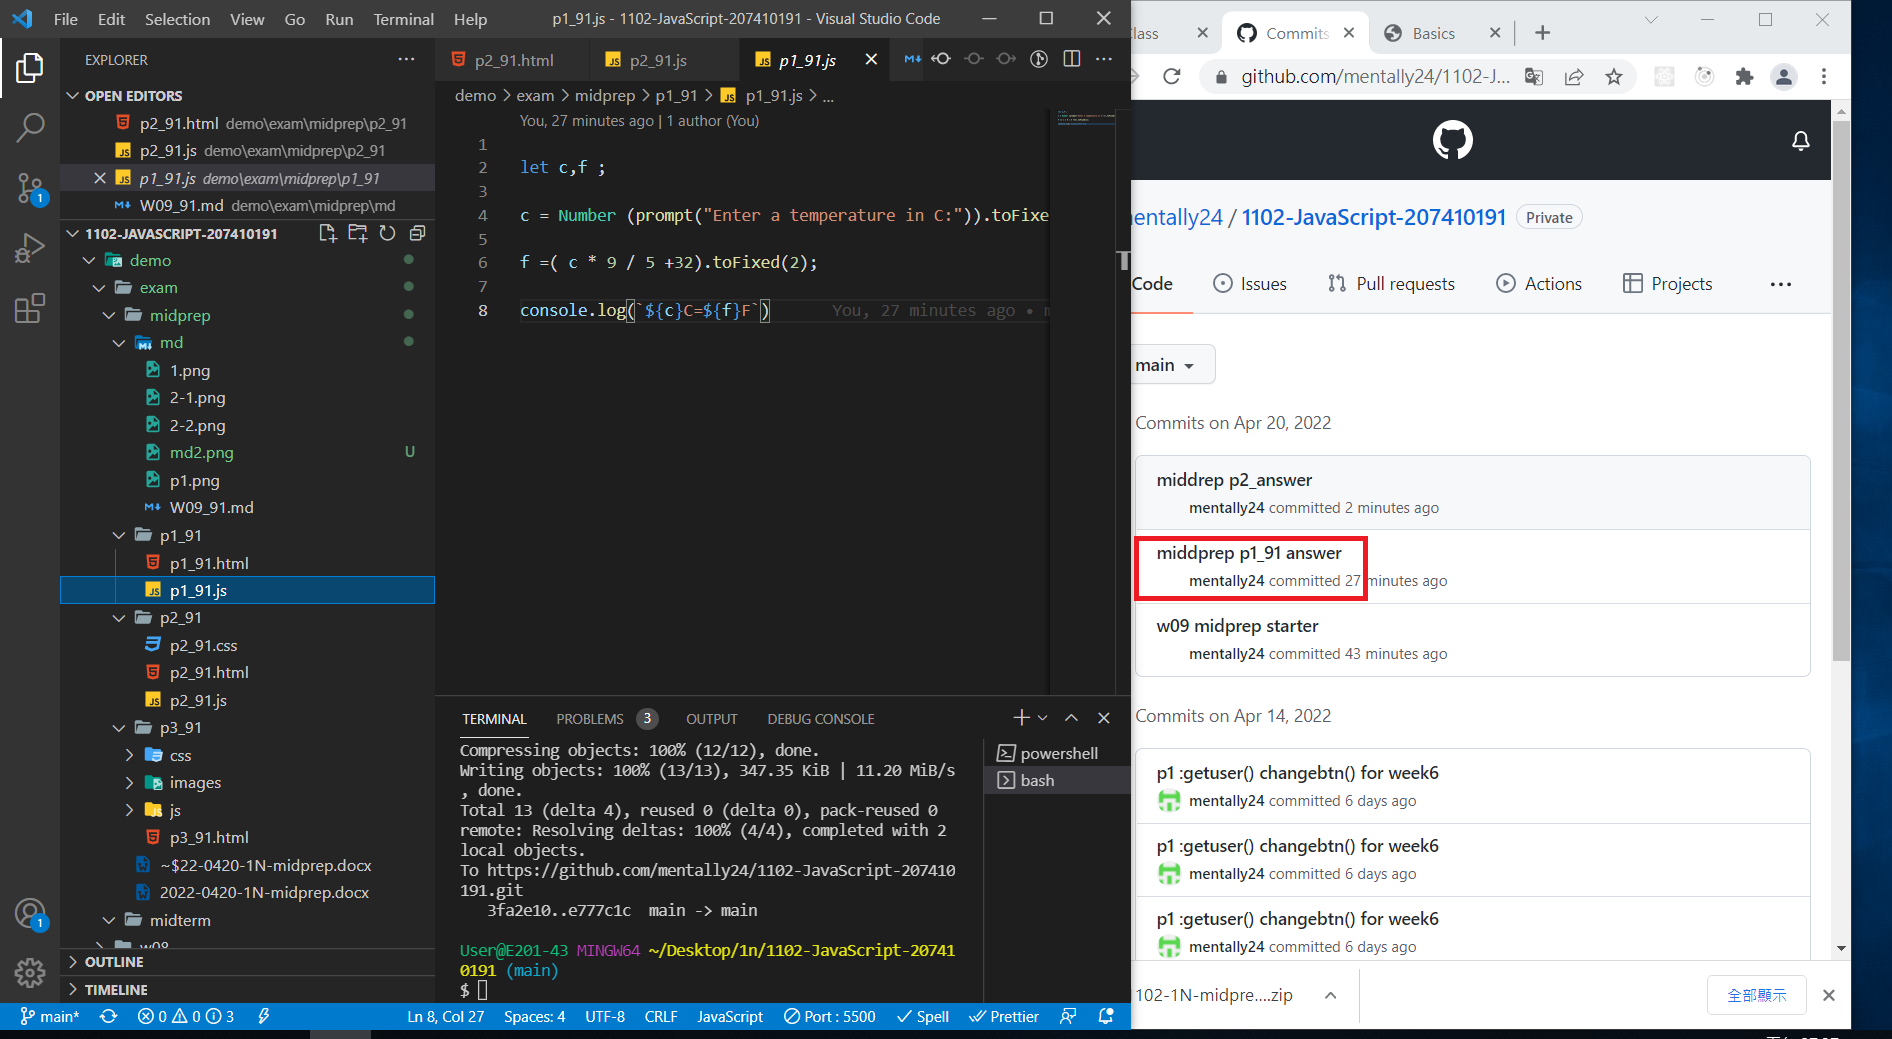 File Edit Selection View Go Run Terminal Help
p1_91.js - 1102-JavaScript-207410191 - Visual Studio Code
EXPLORER
OPEN EDITORS
p2_91.html demo\exam\midprep\p2_91
p2_91.js demo\exam\midprep\p2_91
p1_91.js demo\exam\midprep\p1_91
W09_91.md demo\exam\midprep\md
1102-JAVASCRIPT-207410191
demo
exam
midprep
md
1.png
2-1.png
2-2.png
md2.png U
p1.png
W09_91.md
p1_91
p1_91.html
p1_91.js
p2_91
p2_91.css
p2_91.html
p2_91.js
p3_91
css
images
js
p3_91.html
~$22-0420-1N-midprep.docx
2022-0420-1N-midprep.docx
midterm
w08
OUTLINE
TIMELINE
1
1
p2_91.html
p2_91.js
p1_91.js
demo > exam > midprep > p1_91 > p1_91.js > ...
You, 27 minutes ago | 1 author (You)
1
2 let c,f ;
3
4 c = Number (prompt("Enter a temperature in C:")).toFixe
5
6 f =( c * 9 / 5 +32).toFixed(2);
7
8 console.log(`${c}C=${f}F`) You, 27 minutes ago • m
TERMINAL PROBLEMS 3 OUTPUT DEBUG CONSOLE
Compressing objects: 100% (12/12), done.
Writing objects: 100% (13/13), 347.35 KiB | 11.20 MiB/s
, done.
Total 13 (delta 4), reused 0 (delta 0), pack-reused 0
remote: Resolving deltas: 100% (4/4), completed with 2
local objects.
To https://github.com/mentally24/1102-JavaScript-207410
191.git
3fa2e10..e777c1c main -> main
User@E201-43 MINGW64 ~/Desktop/1n/1102-JavaScript-20741
0191 (main)
$
powershell
bash
main* 0 0 3 Ln 8, Col 27 Spaces: 4 UTF-8 CRLF JavaScript Port : 5500 Spell Prettier
lass
Commits
Basics
github.com/mentally24/1102-J...
entally24 / 1102-JavaScript-207410191 Private
Code Issues Pull requests Actions Projects ...
main
Commits on Apr 20, 2022
middrep p2_answer
mentally24 committed 2 minutes ago
middprep p1_91 answer
mentally24 committed 27 minutes ago
w09 midprep starter
mentally24 committed 43 minutes ago
Commits on Apr 14, 2022
p1 :getuser() changebtn() for week6
mentally24 committed 6 days ago
p1 :getuser() changebtn() for week6
mentally24 committed 6 days ago
p1 :getuser() changebtn() for week6
mentally24 committed 6 days ago
102-1N-midpre....zip
全部顯示